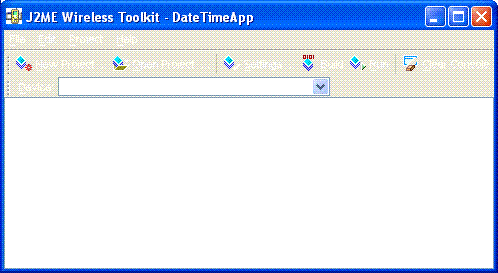 J2ME Wireless Toolkit - DateTimeApp
File Edit Project Help
New Project ... Open Project ... Settings ... Build Run Clear Console
Device: